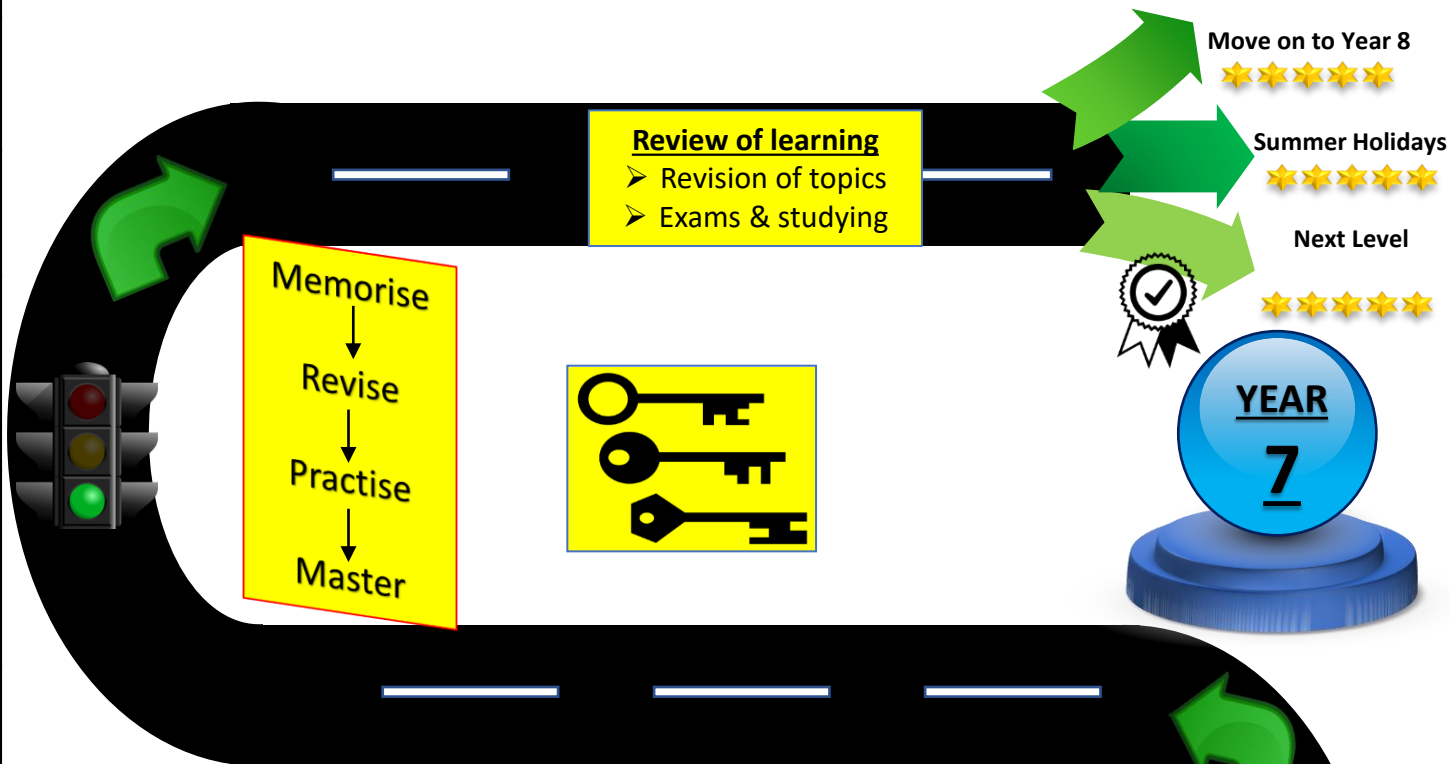 Move on to Year 8
Review of learning
➢ Revision of topics
➢ Exams & studying
Summer Holidays
Next Level
Memorise
Revise
Practise
Master
YEAR
7